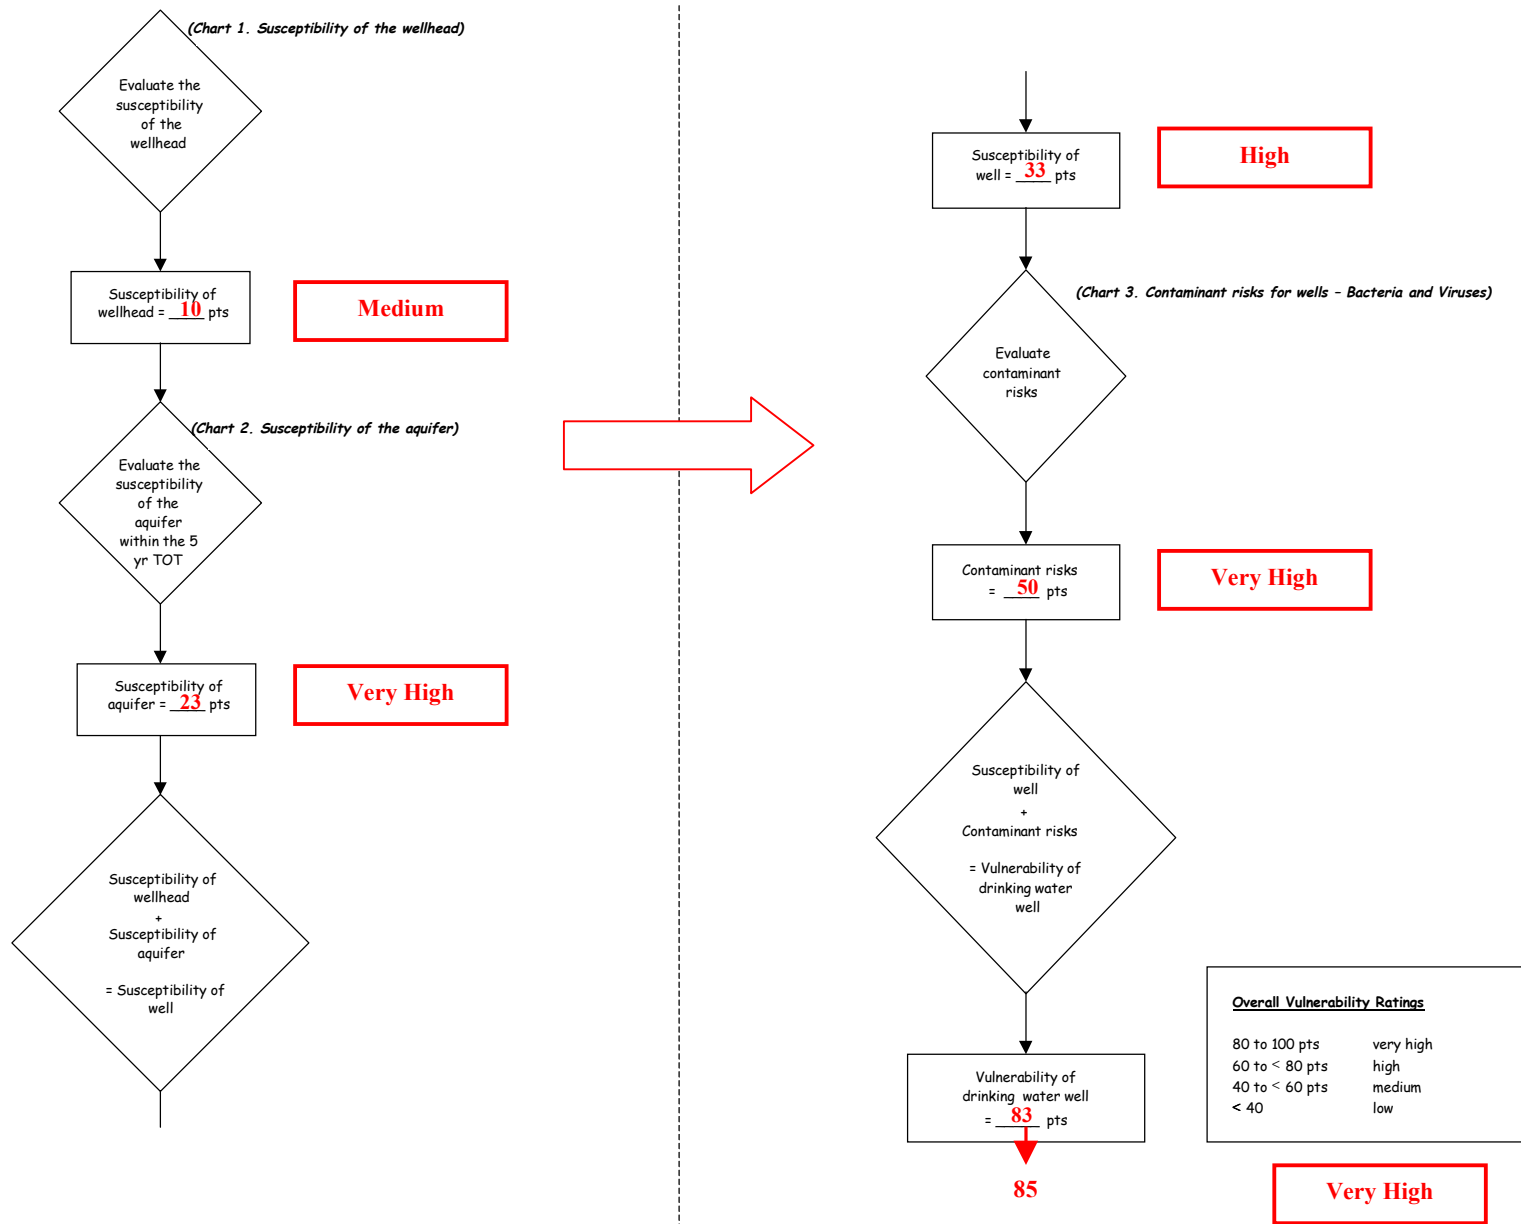 (Chart 1. Susceptibility of the wellhead)
Evaluate the
susceptibility
of the
wellhead
Susceptibility of
wellhead = 10 pts
Medium
(Chart 2. Susceptibility of the aquifer)
Evaluate the
susceptibility
of the
aquifer
within the 5
yr TOT
Susceptibility of
aquifer = 23 pts
Very High
Susceptibility of
wellhead
+
Susceptibility of
aquifer
= Susceptibility of
well
Susceptibility of
well = 33 pts
High
(Chart 3. Contaminant risks for wells – Bacteria and Viruses)
Evaluate
contaminant
risks
Contaminant risks
= 50 pts
Very High
Susceptibility of
well
+
Contaminant risks
= Vulnerability of
drinking water
well
Vulnerability of
drinking water well
= 83 pts
85
Overall Vulnerability Ratings
80 to 100 pts very high
60 to < 80 pts high
40 to < 60 pts medium
< 40 low
Very High